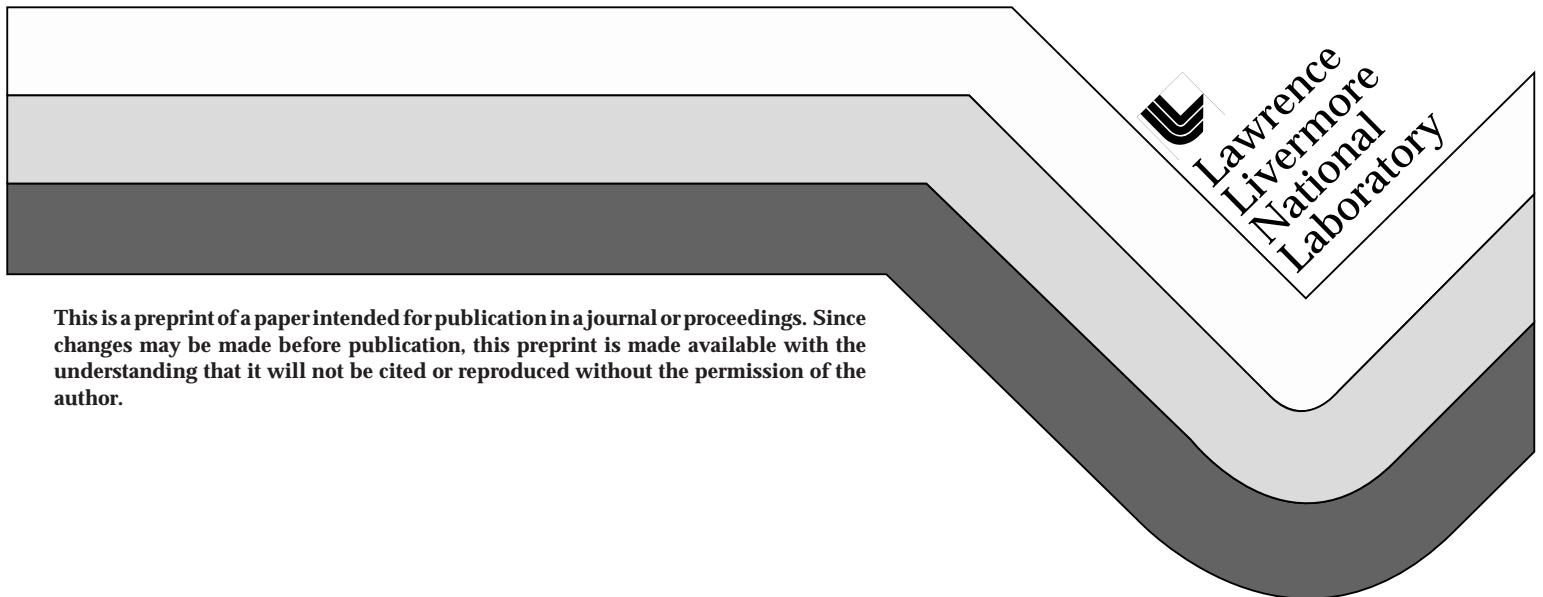 Lawrence
Livermore
National
Laboratory
This is a preprint of a paper intended for publication in a journal or proceedings. Since
changes may be made before publication, this preprint is made available with the
understanding that it will not be cited or reproduced without the permission of the
author.